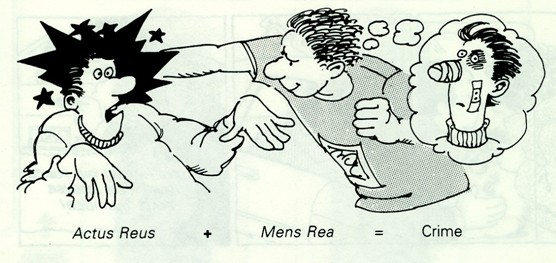 Actus Reus + Mens Rea = Crime